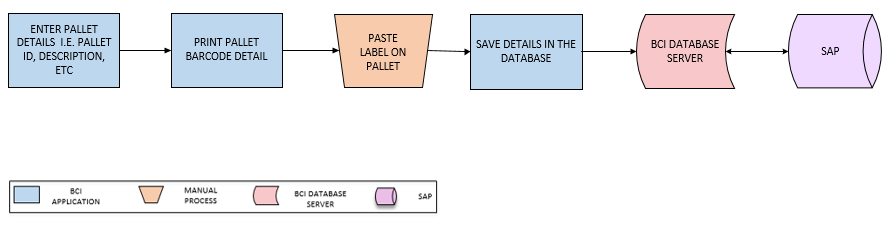 ENTER PALLET
DETAILS I.E. PALLET
ID, DESCRIPTION,
ETC
PRINT PALLET
BARCODE DETAIL
PASTE
LABEL ON
PALLET
SAVE DETAILS IN THE
DATABASE
BCI DATABASE
SERVER
SAP
BCI
APPLICATION
MANUAL
PROCESS
BCI DATABASE
SERVER
SAP